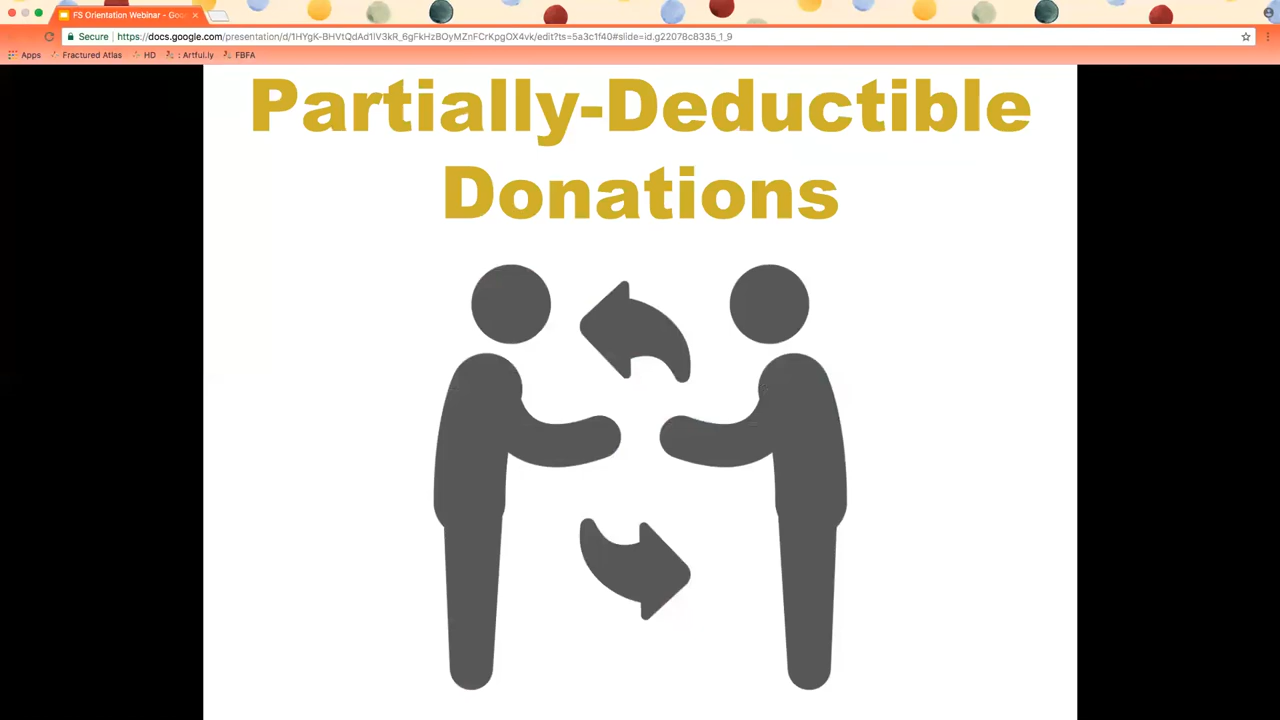 FS Orientation Webinar - Goo
Secure
https://docs.google.com/presentation/d/1HYgK-BHVtQdAd1lV3kR_6gFkHzBOyMZnFCrKpgOX4vk/edit?ts=5a3c1f40#slide=id.g22078c8335_1_9
Apps Fractured Atlas HD : Artful.ly FBFA
Partially-Deductible
Donations